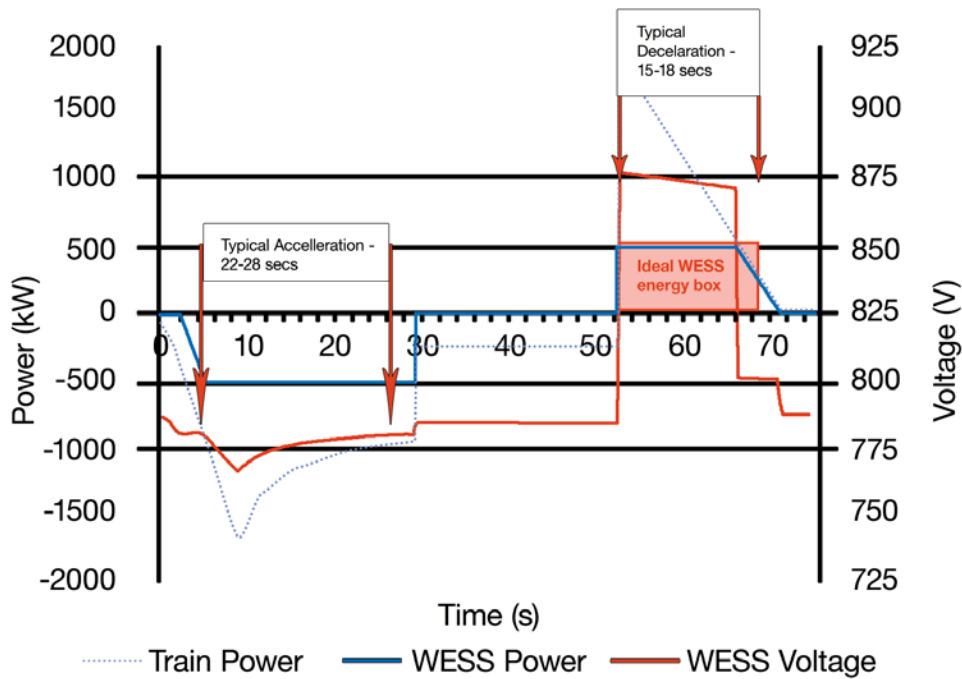 2000
1500
1000
500
0
-500
-1000
-1500
-2000
Power (kW)
925
900
875
850
825
800
775
750
725
Voltage (V)
Typical
Decelaration -
15-18 secs
Typical Accelleration -
22-28 secs
Ideal WESS
energy box
0 10 20 30 40 50 60 70
Time (s)
Train Power WESS Power WESS Voltage